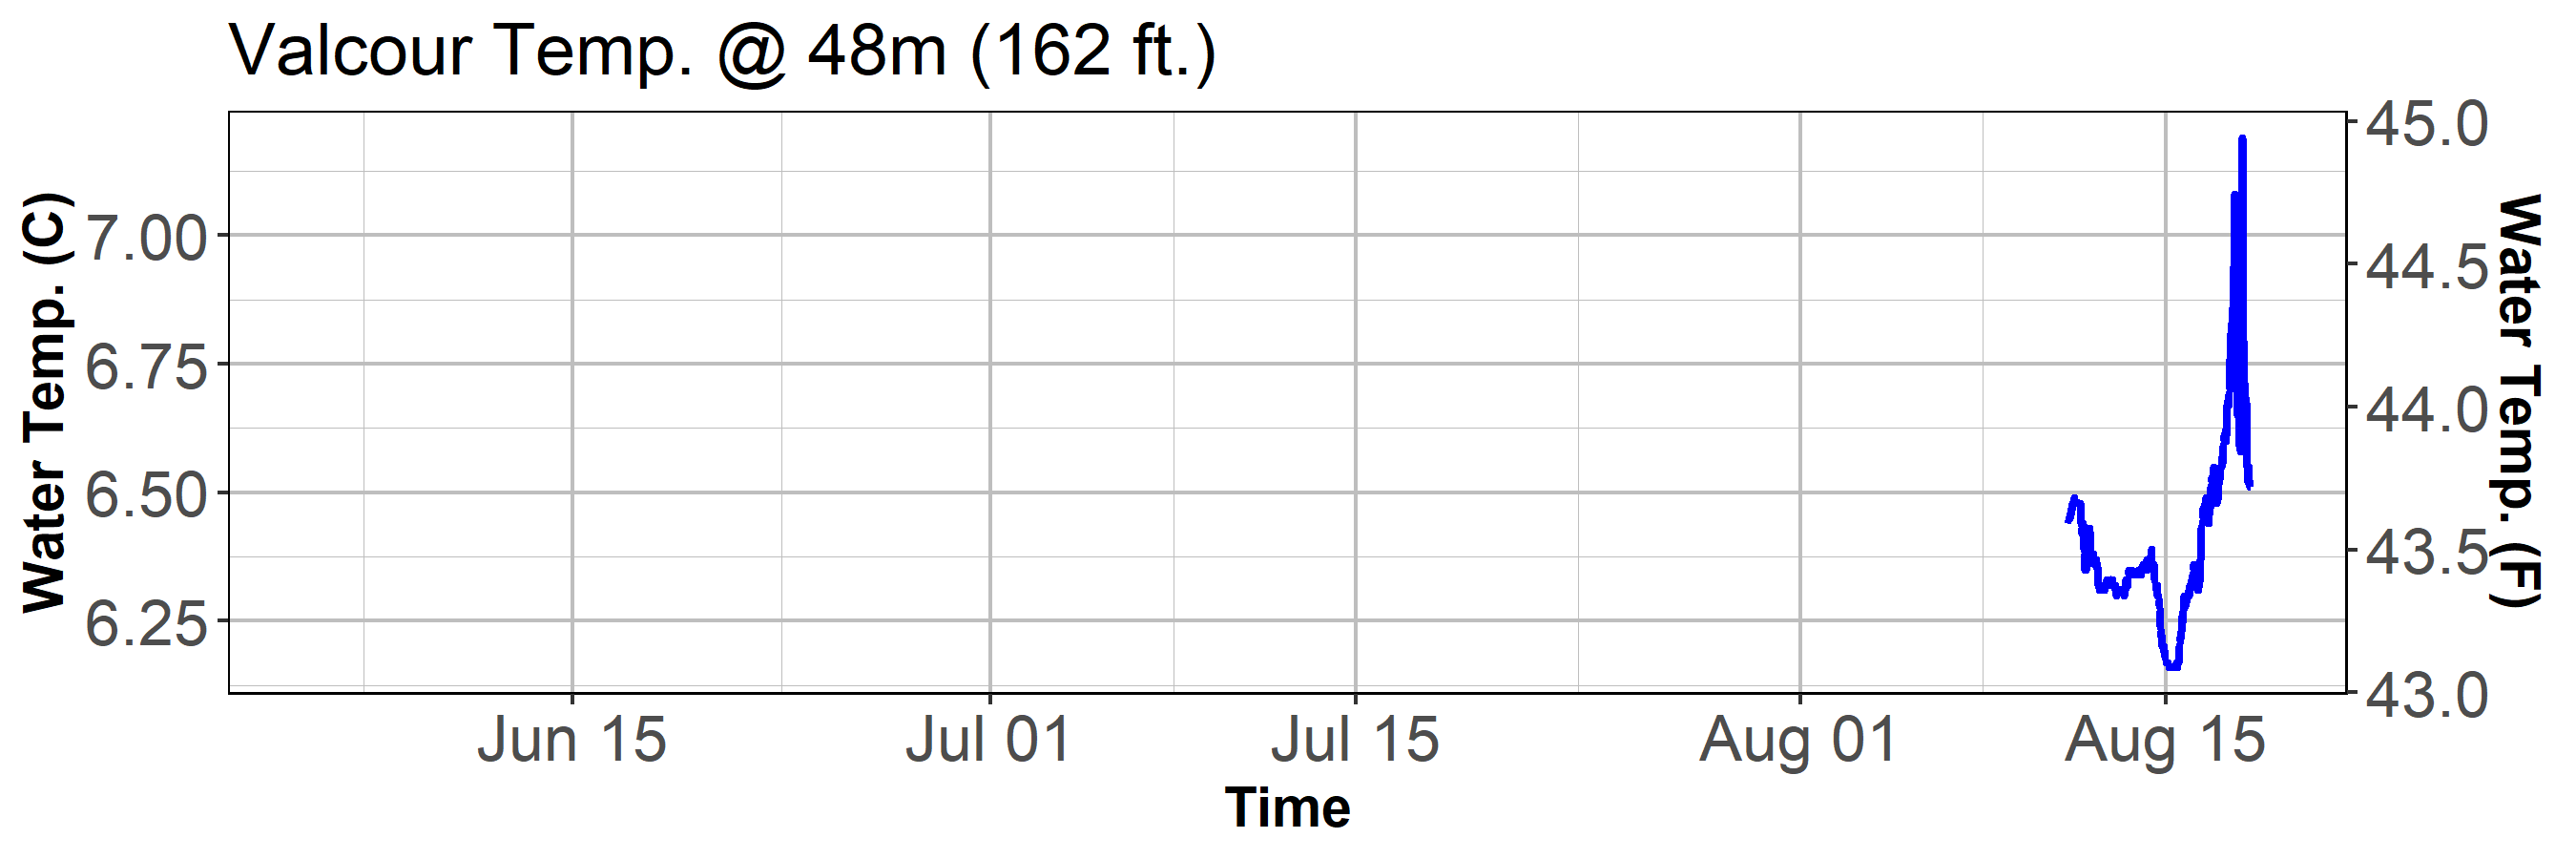 Valcour Temp. @ 48m (162 ft.)
Water Temp. (C)
7.00
6.75
6.50
6.25
45.0
44.5
44.0
43.5
43.0
Water Temp. (F)
Jun 15 Jul 01 Jul 15 Aug 01 Aug 15
Time